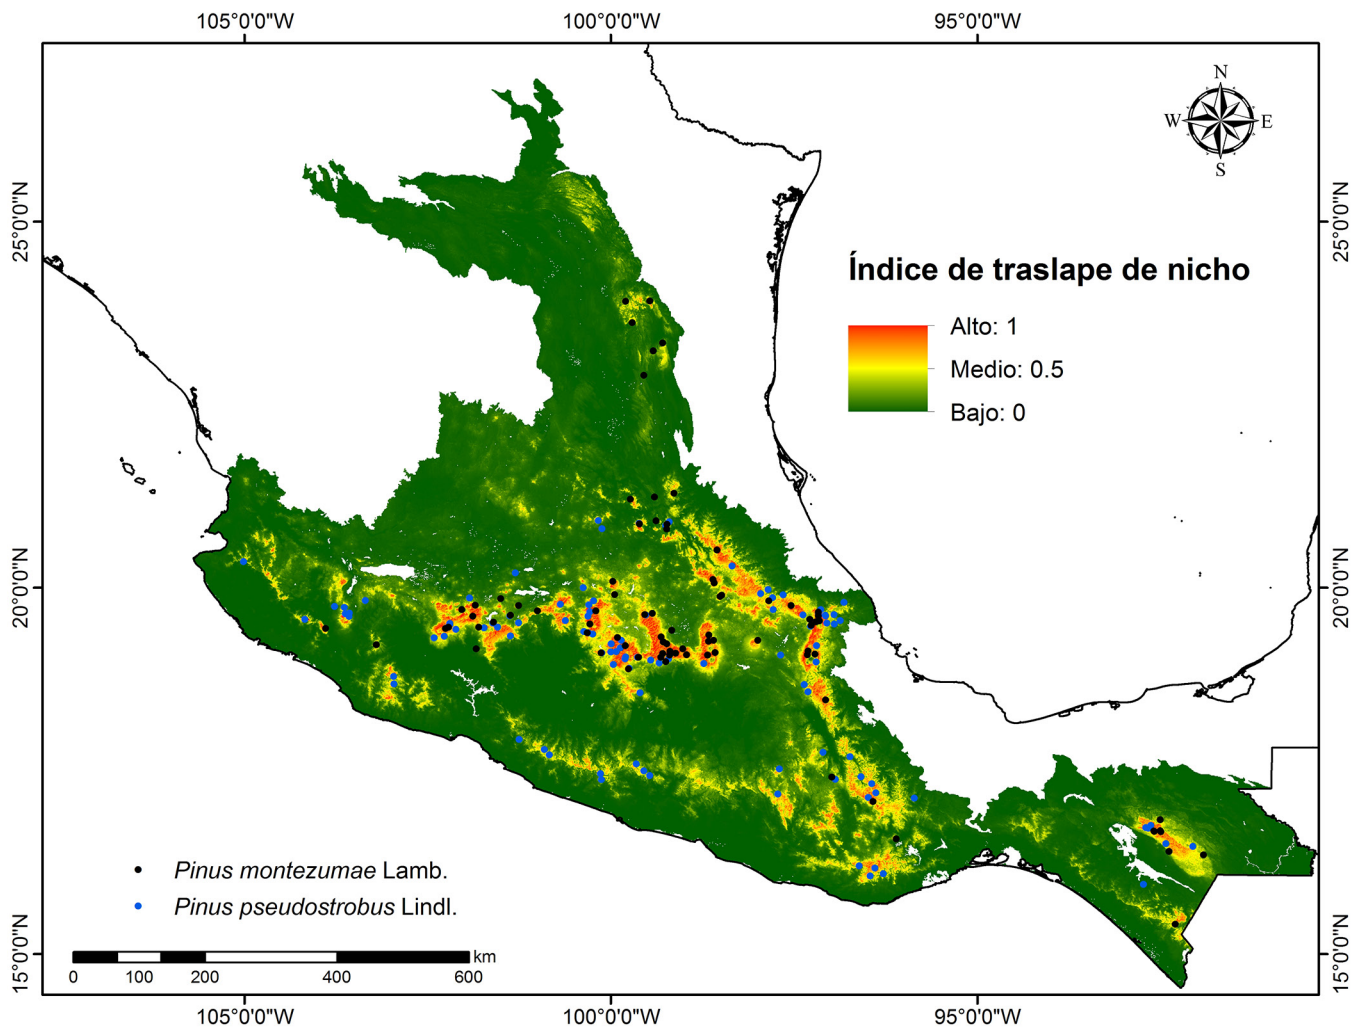 105°0'0"W 100°0'0"W 95°0'0"W
N
W E
S
25°0'0"N 25°0'0"N
Índice de traslape de nicho
Alto: 1
Medio: 0.5
Bajo: 0
20°0'0"N 20°0'0"N
Pinus montezumae Lamb.
Pinus pseudostrobus Lindl.
15°0'0"N 15°0'0"N
km
0 100 200 400 600
105°0'0"W 100°0'0"W 95°0'0"W